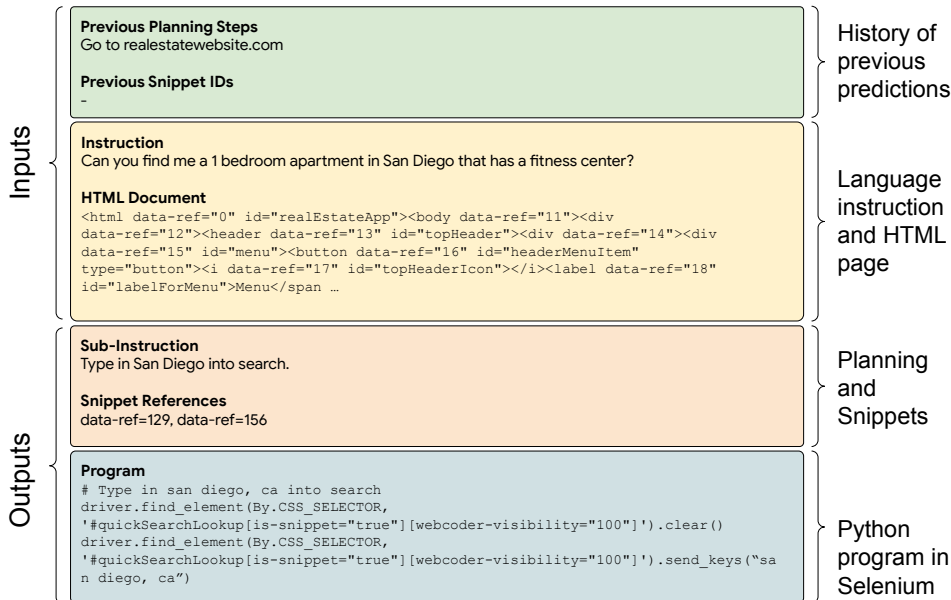 Inputs
Previous Planning Steps
Go to realestatewebsite.com
Previous Snippet IDs
-
History of
previous
predictions
Instruction
Can you find me a 1 bedroom apartment in San Diego that has a fitness center?
HTML Document
<html data-ref="0" id="realEstateApp"><body data-ref="11"><div
data-ref="12"><header data-ref="13" id="topHeader"><div data-ref="14"><div
data-ref="15" id="menu"><button data-ref="16" id="headerMenuItem"
type="button"><i data-ref="17" id="topHeaderIcon"></i><label data-ref="18"
id="labelForMenu">Menu</span …
Language
instruction
and HTML
page
Outputs
Sub-Instruction
Type in San Diego into search.
Snippet References
data-ref=129, data-ref=156
Planning
and
Snippets
Program
# Type in san diego, ca into search
driver.find_element(By.CSS_SELECTOR,
'#quickSearchLookup[is-snippet="true"][webcoder-visibility="100"]').clear()
driver.find_element(By.CSS_SELECTOR,
'#quickSearchLookup[is-snippet="true"][webcoder-visibility="100"]').send_keys(“sa
n diego, ca”)
Python
program in
Selenium